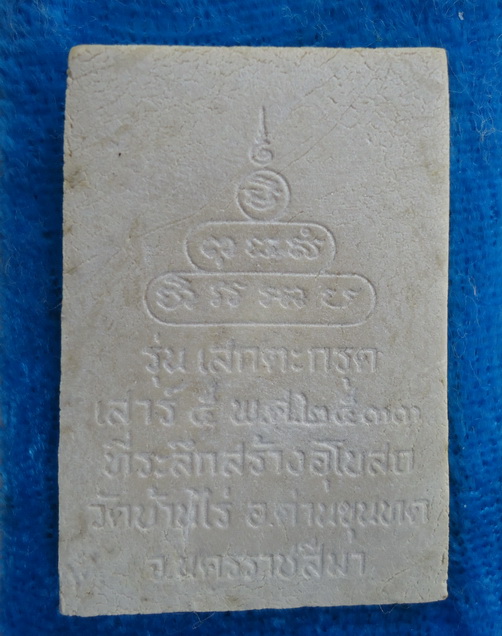 รุ่น เสกตะกรุด
เสาร์ ๕ พ.ศ.๒๕๓๓
ที่ระลึกสร้างอุโบสถ
วัดบ้านไร่ อ.ด่านขุนทด
จ.นครราชสีมา